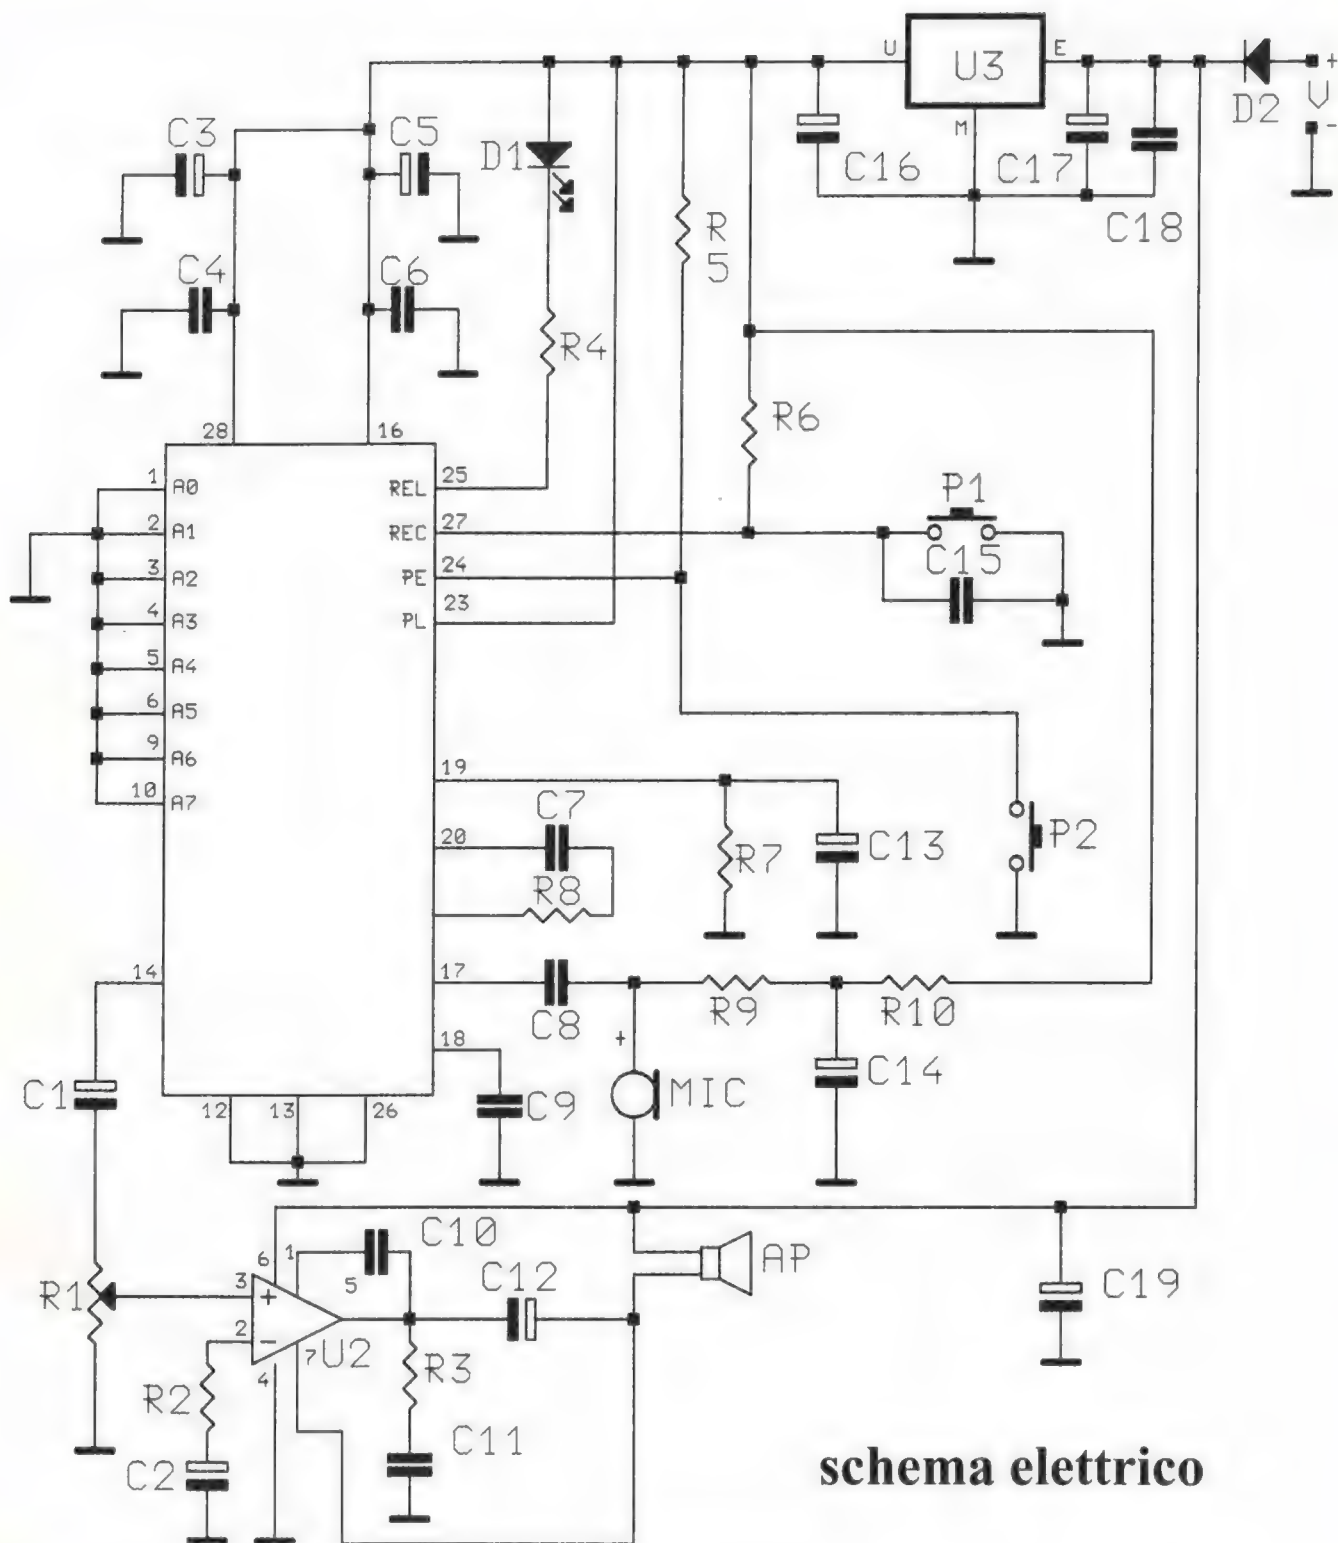 U
U3
E
+
V
-
D2
M
C16
C17
C18
C3
C5
D1
R
5
C4
C6
R4
R6
28
16
1
A0
REL
25
2
A1
REC
27
P1
C15
3
A2
PE
24
4
A3
PL
23
5
A4
6
A5
9
A6
10
A7
19
C7
20
R8
R7
C13
P2
14
17
C8
R9
R10
18
+
MIC
C14
C1
C9
12
13
26
C10
6
1
5
AP
C12
C19
R1
3
+
2
-
7
U2
4
R3
R2
C2
C11
schema elettrico